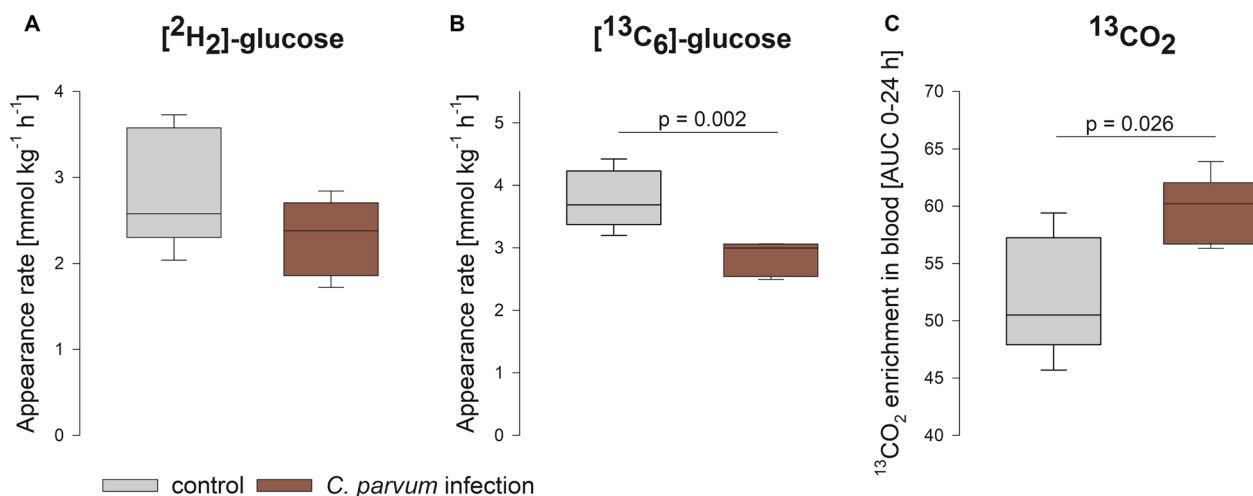 A
[²H₂]-glucose
Appearance rate [mmol kg⁻¹ h⁻¹]
4
3
2
1
0
B
[¹³C₆]-glucose
Appearance rate [mmol kg⁻¹ h⁻¹]
5
4
3
2
1
0
p = 0.002
C
¹³CO₂
¹³CO₂ enrichment in blood [AUC 0-24 h]
70
65
60
55
50
45
40
p = 0.026
control
C. parvum infection